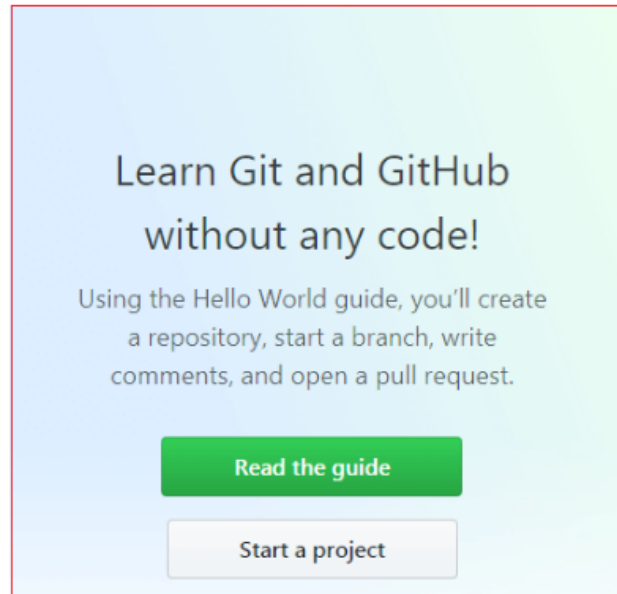 Learn Git and GitHub
without any code!
Using the Hello World guide, you'll create
a repository, start a branch, write
comments, and open a pull request.
Read the guide
Start a project